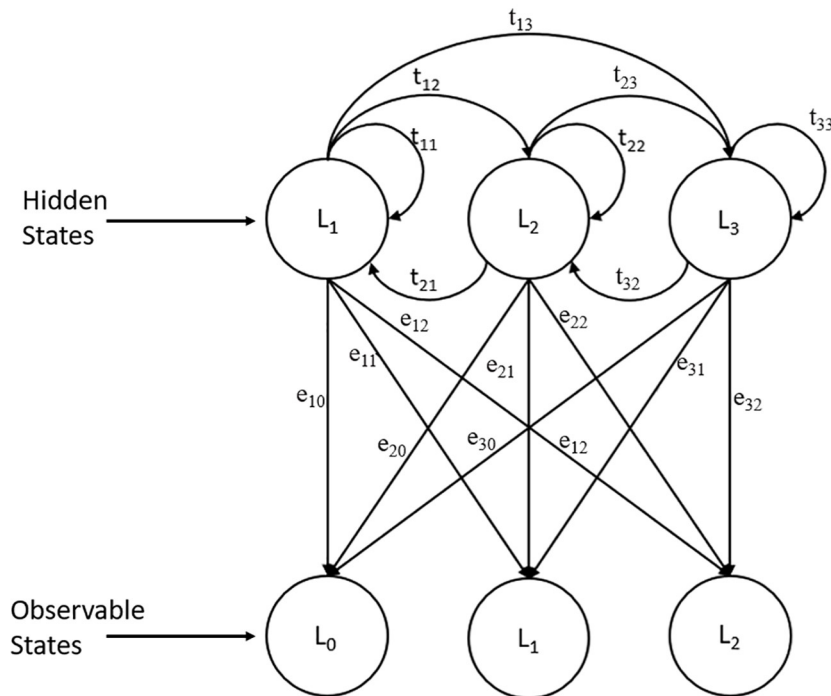 t₁₃
t₁₂
t₂₃
t₃₃
t₁₁
t₂₂
Hidden
States
L₁
L₂
L₃
t₂₁
t₃₂
e₁₂
e₂₂
e₁₁
e₂₁
e₃₁
e₁₀
e₃₂
e₂₀
e₃₀
e₁₂
Observable
States
L₀
L₁
L₂